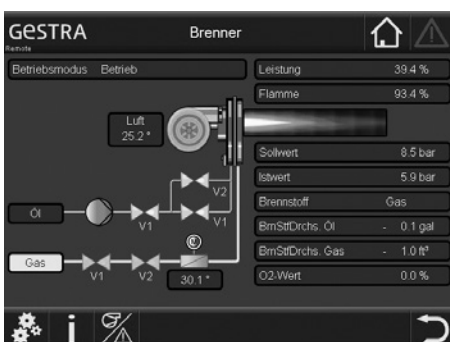 GESTRA
Brenner
Remote
Betriebsmodus Betrieb
Leistung 39.4 %
Flamme 93.4 %
Luft
25.2 °
Sollwert 8.5 bar
Istwert 5.9 bar
V2
Brennstoff Gas
Öl
V1
V1
BrnStfDrchs. Öl - 0.1 gal
BrnStfDrchs. Gas - 1.0 ft³
Gas
V1
V2
30.1 °
O2-Wert 0.0 %